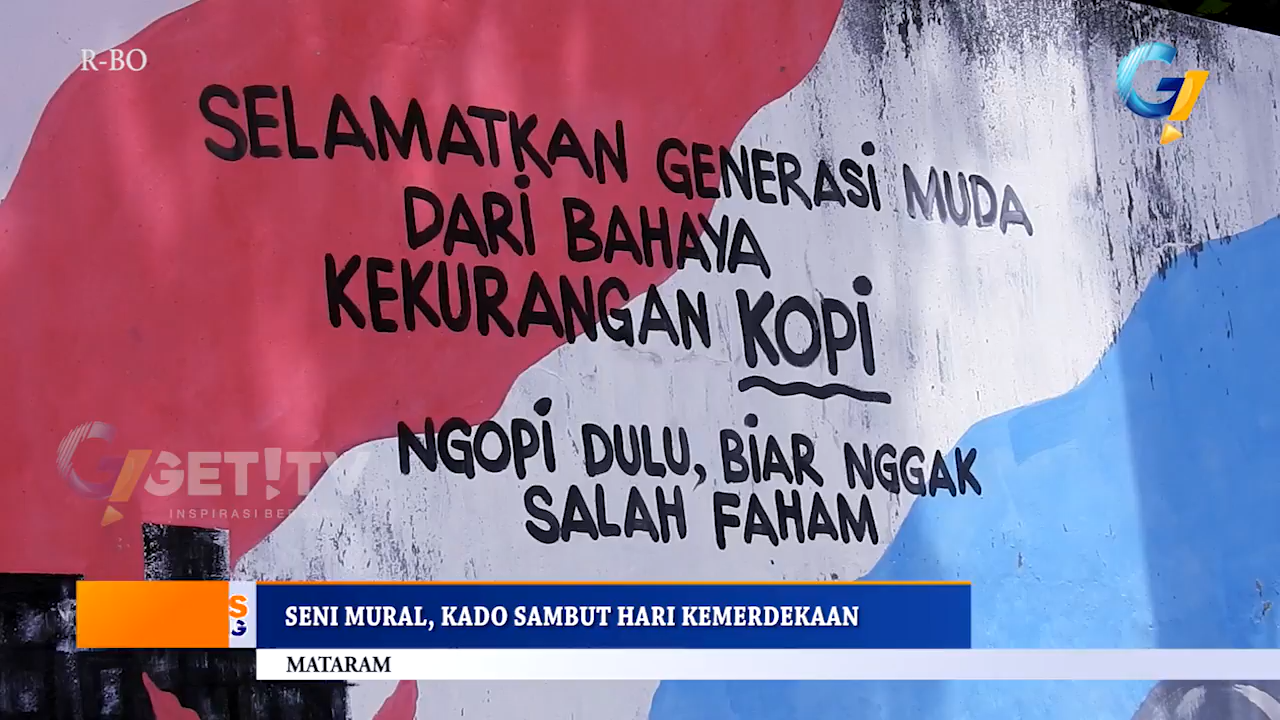 R-BO
SELAMATKAN GENERASI MUDA
DARI BAHAYA
KEKURANGAN KOPI
NGOPI DULU, BIAR NGGAK
SALAH FAHAM
GET!TV
SENI MURAL, KADO SAMBUT HARI KEMERDEKAAN
MATARAM